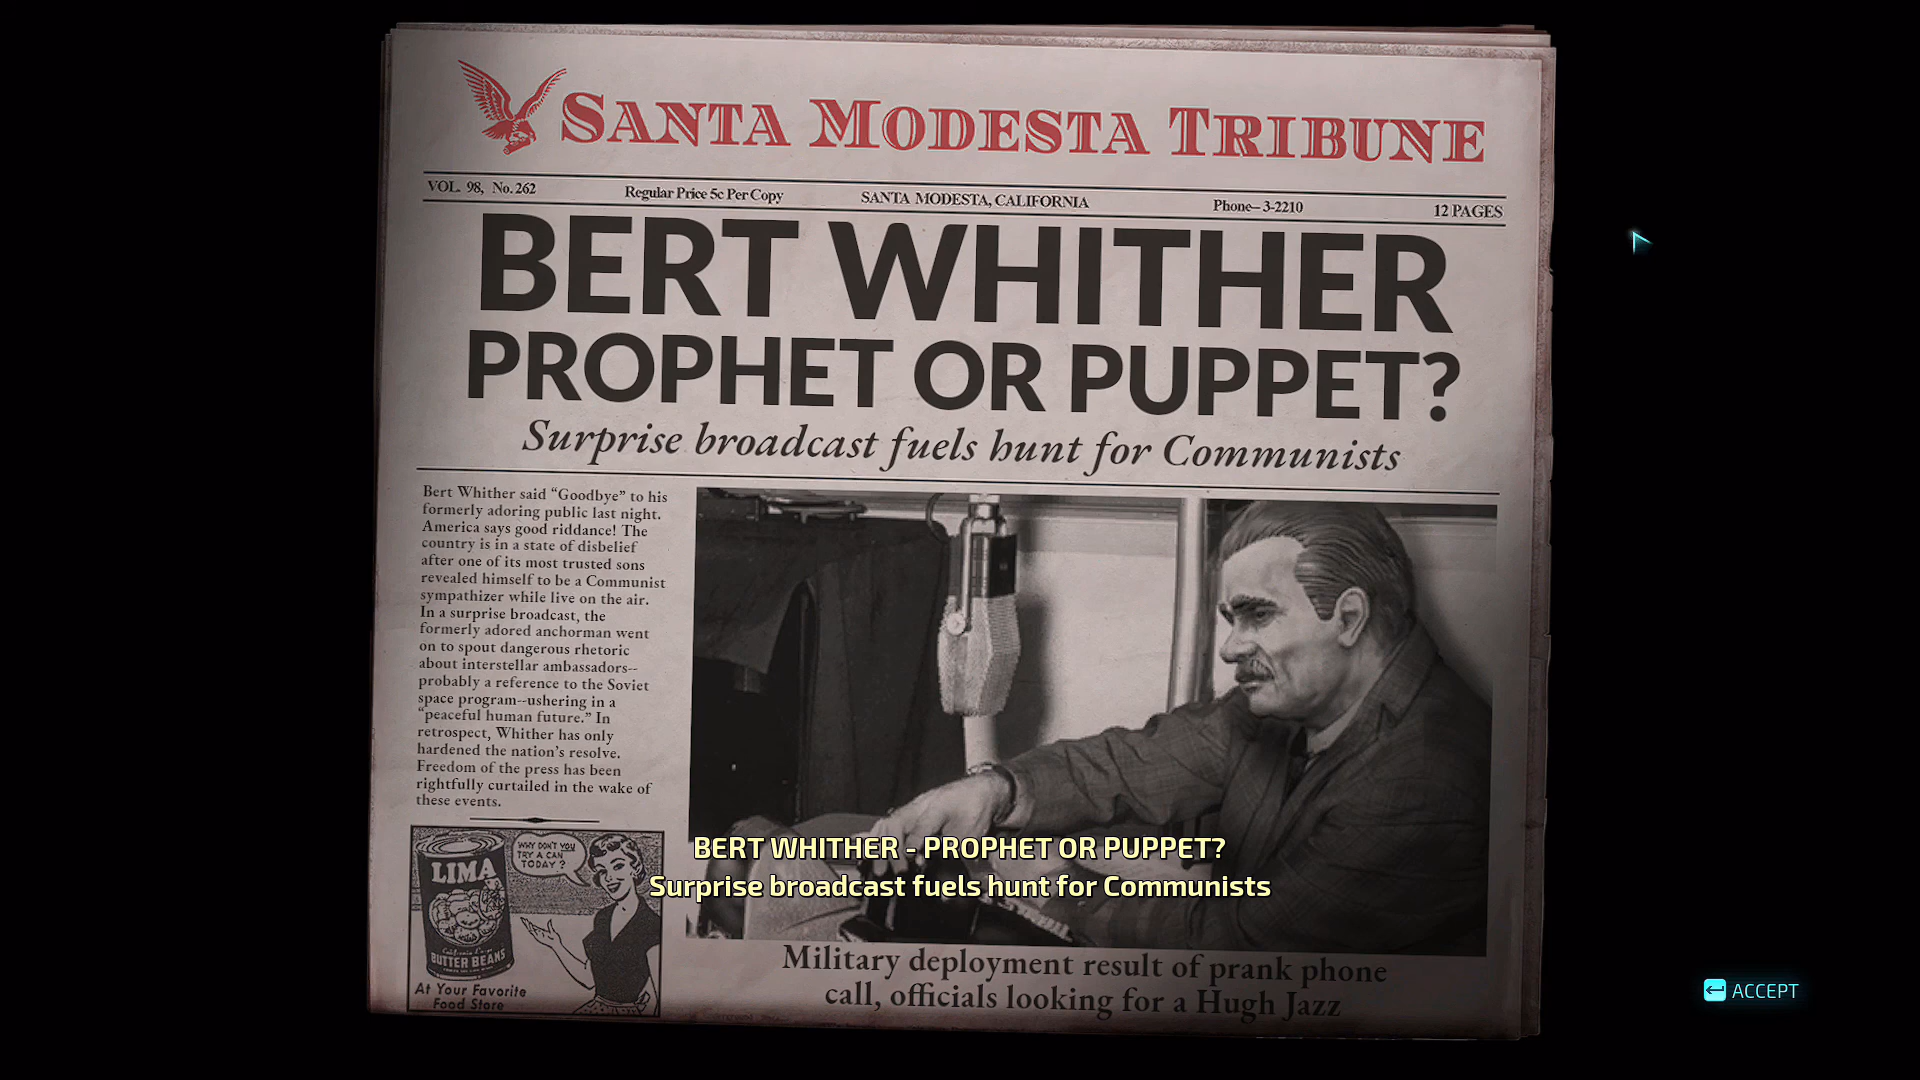 SANTA MODESTA TRIBUNE
VOL. 98, No. 262
Regular Price 5c Per Copy
SANTA MODESTA, CALIFORNIA
Phone– 3-2210
12 PAGES
BERT WHITHER
PROPHET OR PUPPET?
Surprise broadcast fuels hunt for Communists
Bert Whither said “Goodbye” to his
formerly adoring public last night.
America says good riddance! The
country is in a state of disbelief
after one of its most trusted sons
revealed himself to be a Communist
sympathizer while live on the air.
In a surprise broadcast, the
formerly adored anchorman went
on to spout dangerous rhetoric
about interstellar ambassadors--
probably a reference to the Soviet
space program--ushering in a
“peaceful human future.” In
retrospect, Whither has only
hardened the nation’s resolve.
Freedom of the press has been
rightfully curtailed in the wake of
these events.
WHY DON'T YOU
TRY A CAN
TODAY?
LIMA
BUTTER BEANS
At Your Favorite
Food Store
BERT WHITHER - PROPHET OR PUPPET?
Surprise broadcast fuels hunt for Communists
Military deployment result of prank phone
call, officials looking for a Hugh Jazz
ACCEPT